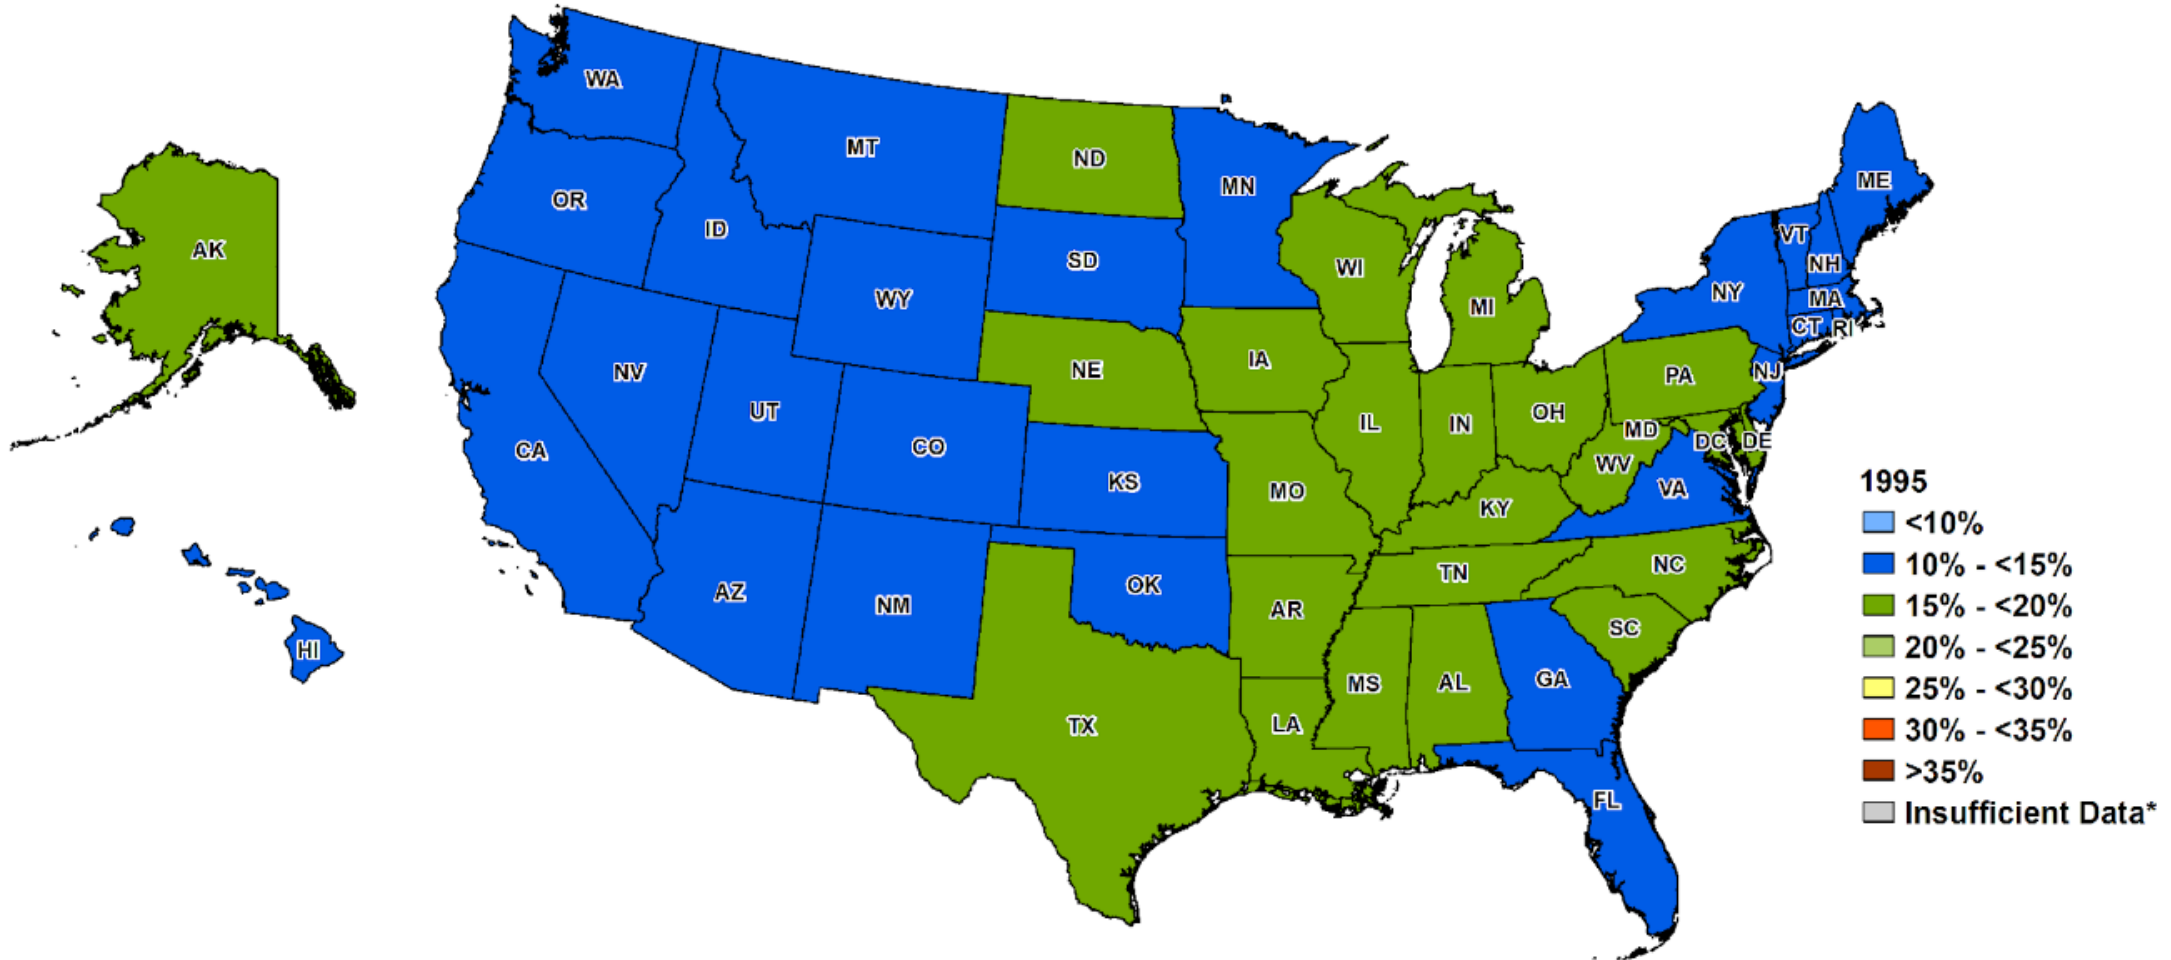 WA
MT
ND
MN
ME
OR
ID
SD
WI
VT
NH
AK
WY
MI
NY
MA
CT RI
NV
NE
IA
PA
NJ
UT
CO
IL
IN
OH
MD
DC
DE
CA
KS
MO
WV
VA
KY
HI
AZ
NM
OK
AR
TN
NC
SC
TX
LA
MS
AL
GA
FL
1995
<10%
10% - <15%
15% - <20%
20% - <25%
25% - <30%
30% - <35%
>35%
Insufficient Data*